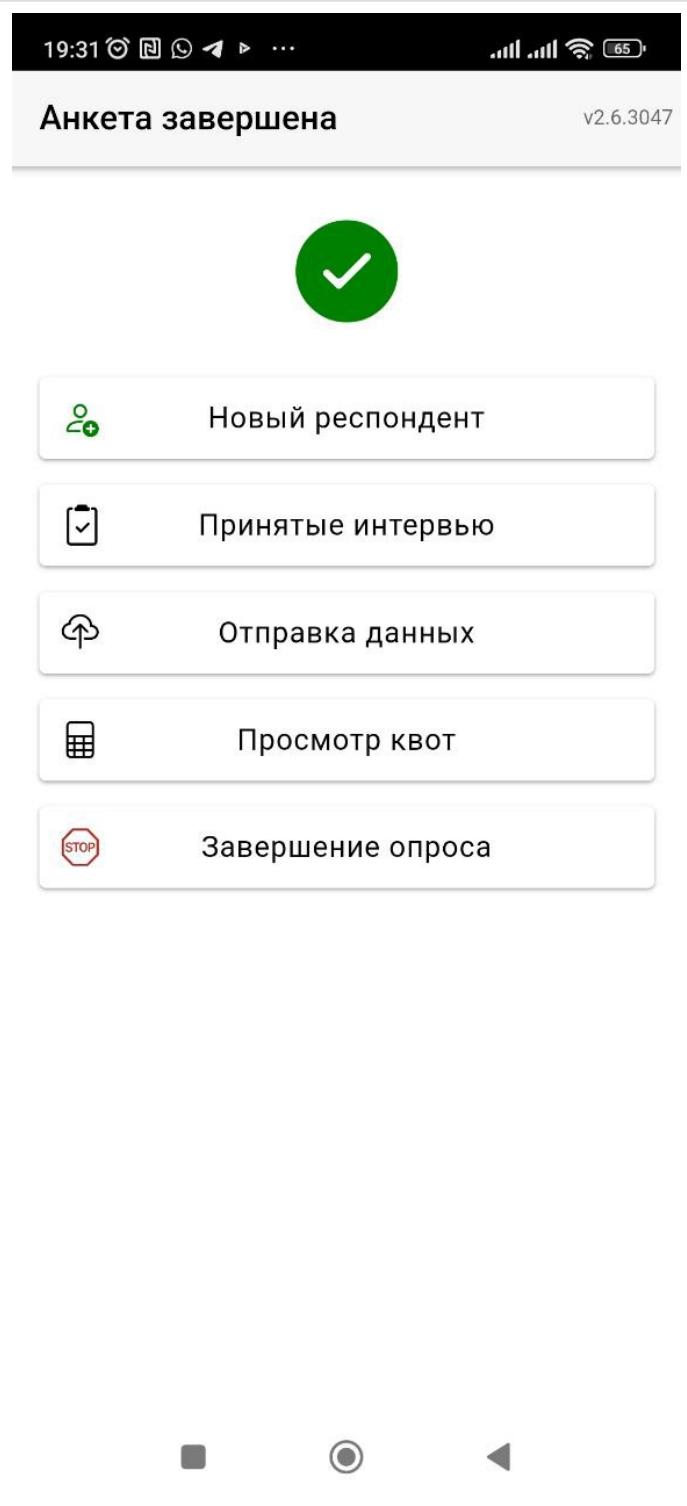 19:31 65
Анкета завершена v2.6.3047
Новый респондент
Принятые интервью
Отправка данных
Просмотр квот
STOP Завершение опроса